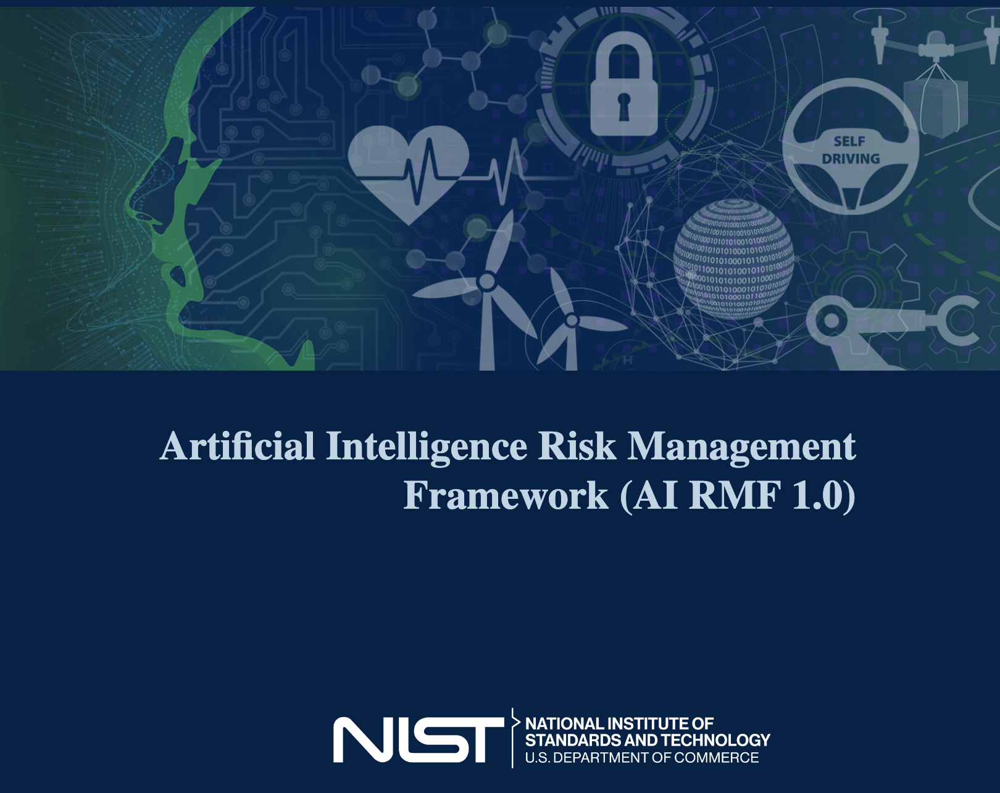 SELF
DRIVING
Artificial Intelligence Risk Management
Framework (AI RMF 1.0)
NIST
NATIONAL INSTITUTE OF
STANDARDS AND TECHNOLOGY
U.S. DEPARTMENT OF COMMERCE